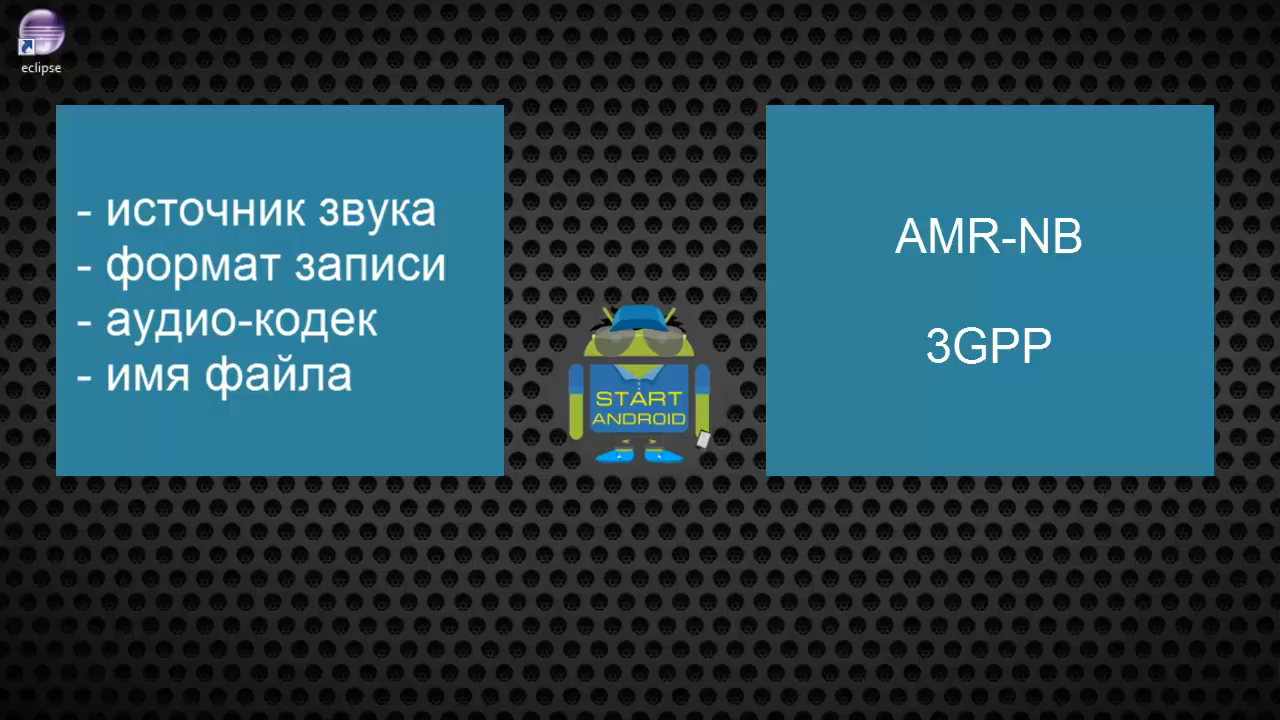 eclipse
- источник звука
- формат записи
- аудио-кодек
- имя файла
START
ANDROID
AMR-NB
3GPP